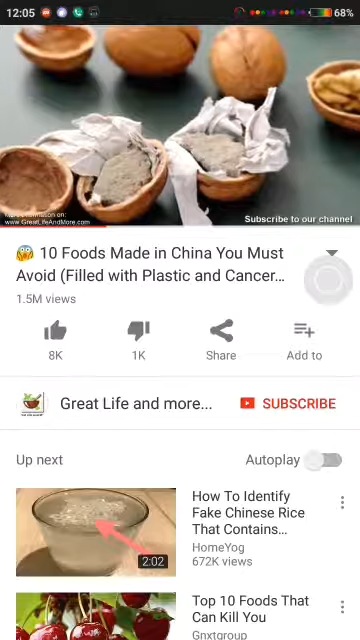 12:05
68%
www.GreatLifeAndMore.com
Subscribe to our channel
😱 10 Foods Made in China You Must
Avoid (Filled with Plastic and Cancer...
1.5M views
8K
1K
Share
Add to
Great Life and more...
SUBSCRIBE
Up next
Autoplay
2:02
How To Identify
Fake Chinese Rice
That Contains...
HomeYog
672K views
Top 10 Foods That
Can Kill You
Gnxtgroup